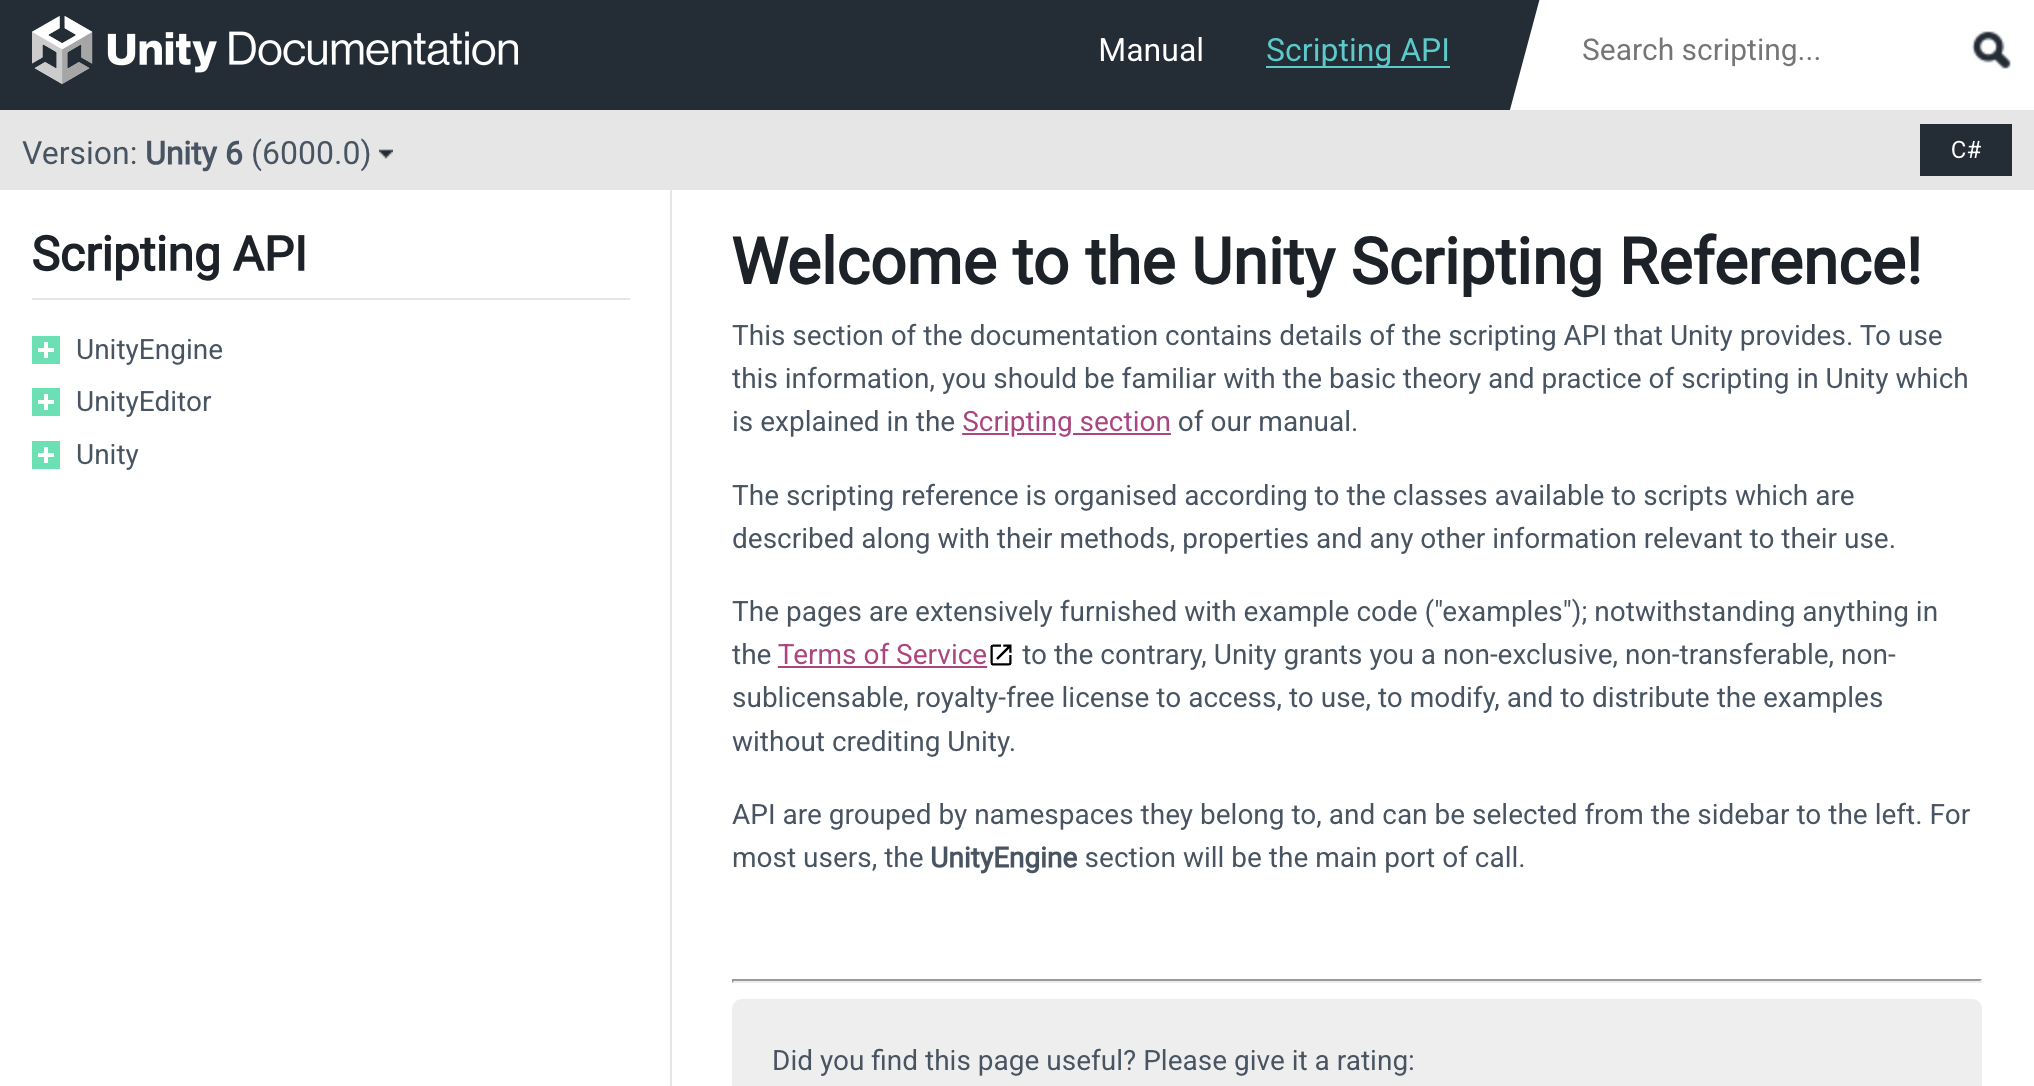 Unity Documentation
Manual
Scripting API
Search scripting...
Version: Unity 6 (6000.0)
C#
Scripting API
UnityEngine
UnityEditor
Unity
Welcome to the Unity Scripting Reference!
This section of the documentation contains details of the scripting API that Unity provides. To use
this information, you should be familiar with the basic theory and practice of scripting in Unity which
is explained in the Scripting section of our manual.
The scripting reference is organised according to the classes available to scripts which are
described along with their methods, properties and any other information relevant to their use.
The pages are extensively furnished with example code ("examples"); notwithstanding anything in
the Terms of Service to the contrary, Unity grants you a non-exclusive, non-transferable, non-
sublicensable, royalty-free license to access, to use, to modify, and to distribute the examples
without crediting Unity.
API are grouped by namespaces they belong to, and can be selected from the sidebar to the left. For
most users, the UnityEngine section will be the main port of call.
Did you find this page useful? Please give it a rating: